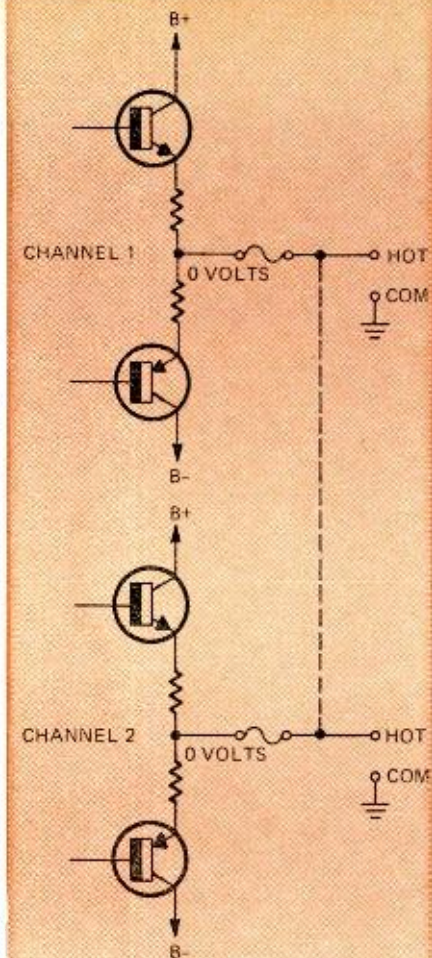 B+
CHANNEL 1
0 VOLTS
HOT
COM
B-
B+
CHANNEL 2
0 VOLTS
HOT
COM
B-